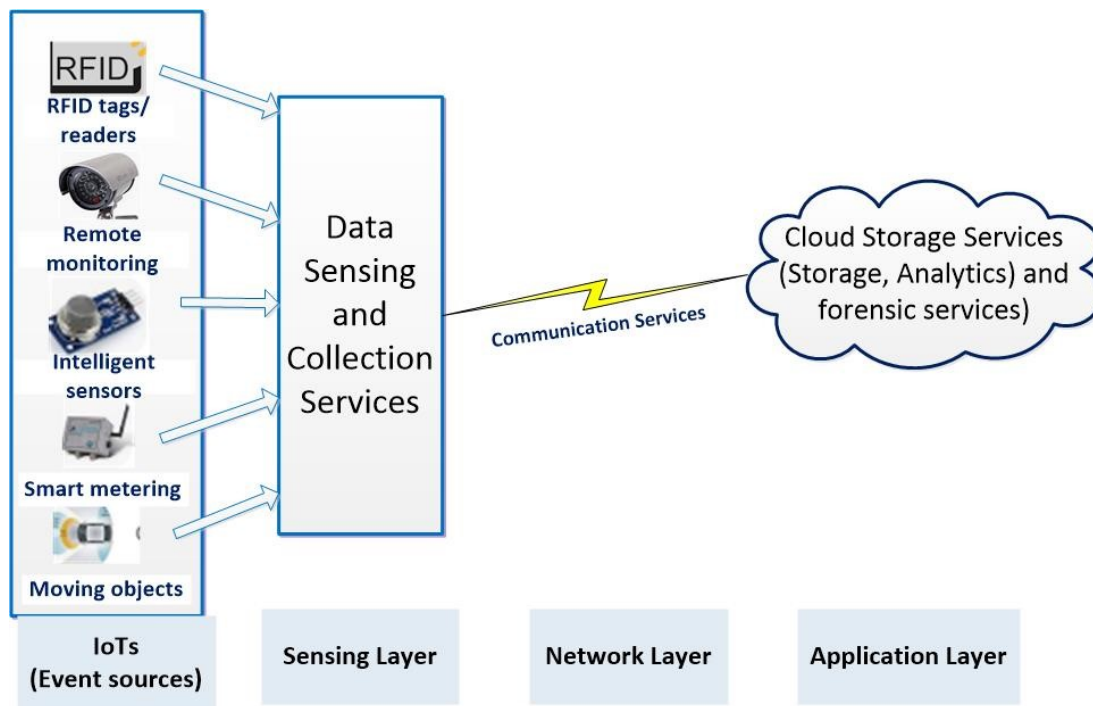 RFID
RFID tags/
readers
Remote
monitoring
Intelligent
sensors
Smart metering
Moving objects
Data
Sensing
and
Collection
Services
Communication Services
Cloud Storage Services
(Storage, Analytics) and
forensic services)
IoTs
(Event sources)
Sensing Layer
Network Layer
Application Layer